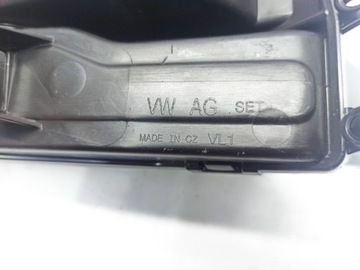 VW AG SET
MADE IN CZ VL1